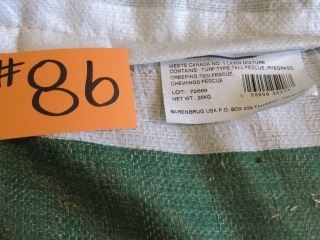 #86
MEETS CANADA NO. 1 LAWN MIXTURE
CONTAINS: TURF TYPE, TALL FESCUE, RYEGRASS,
CREEPING RED FESCUE,
CHEWINGS FESCUE
LOT: 72669
NET WT. 25KG
BARENBRUG USA P.O. BOX